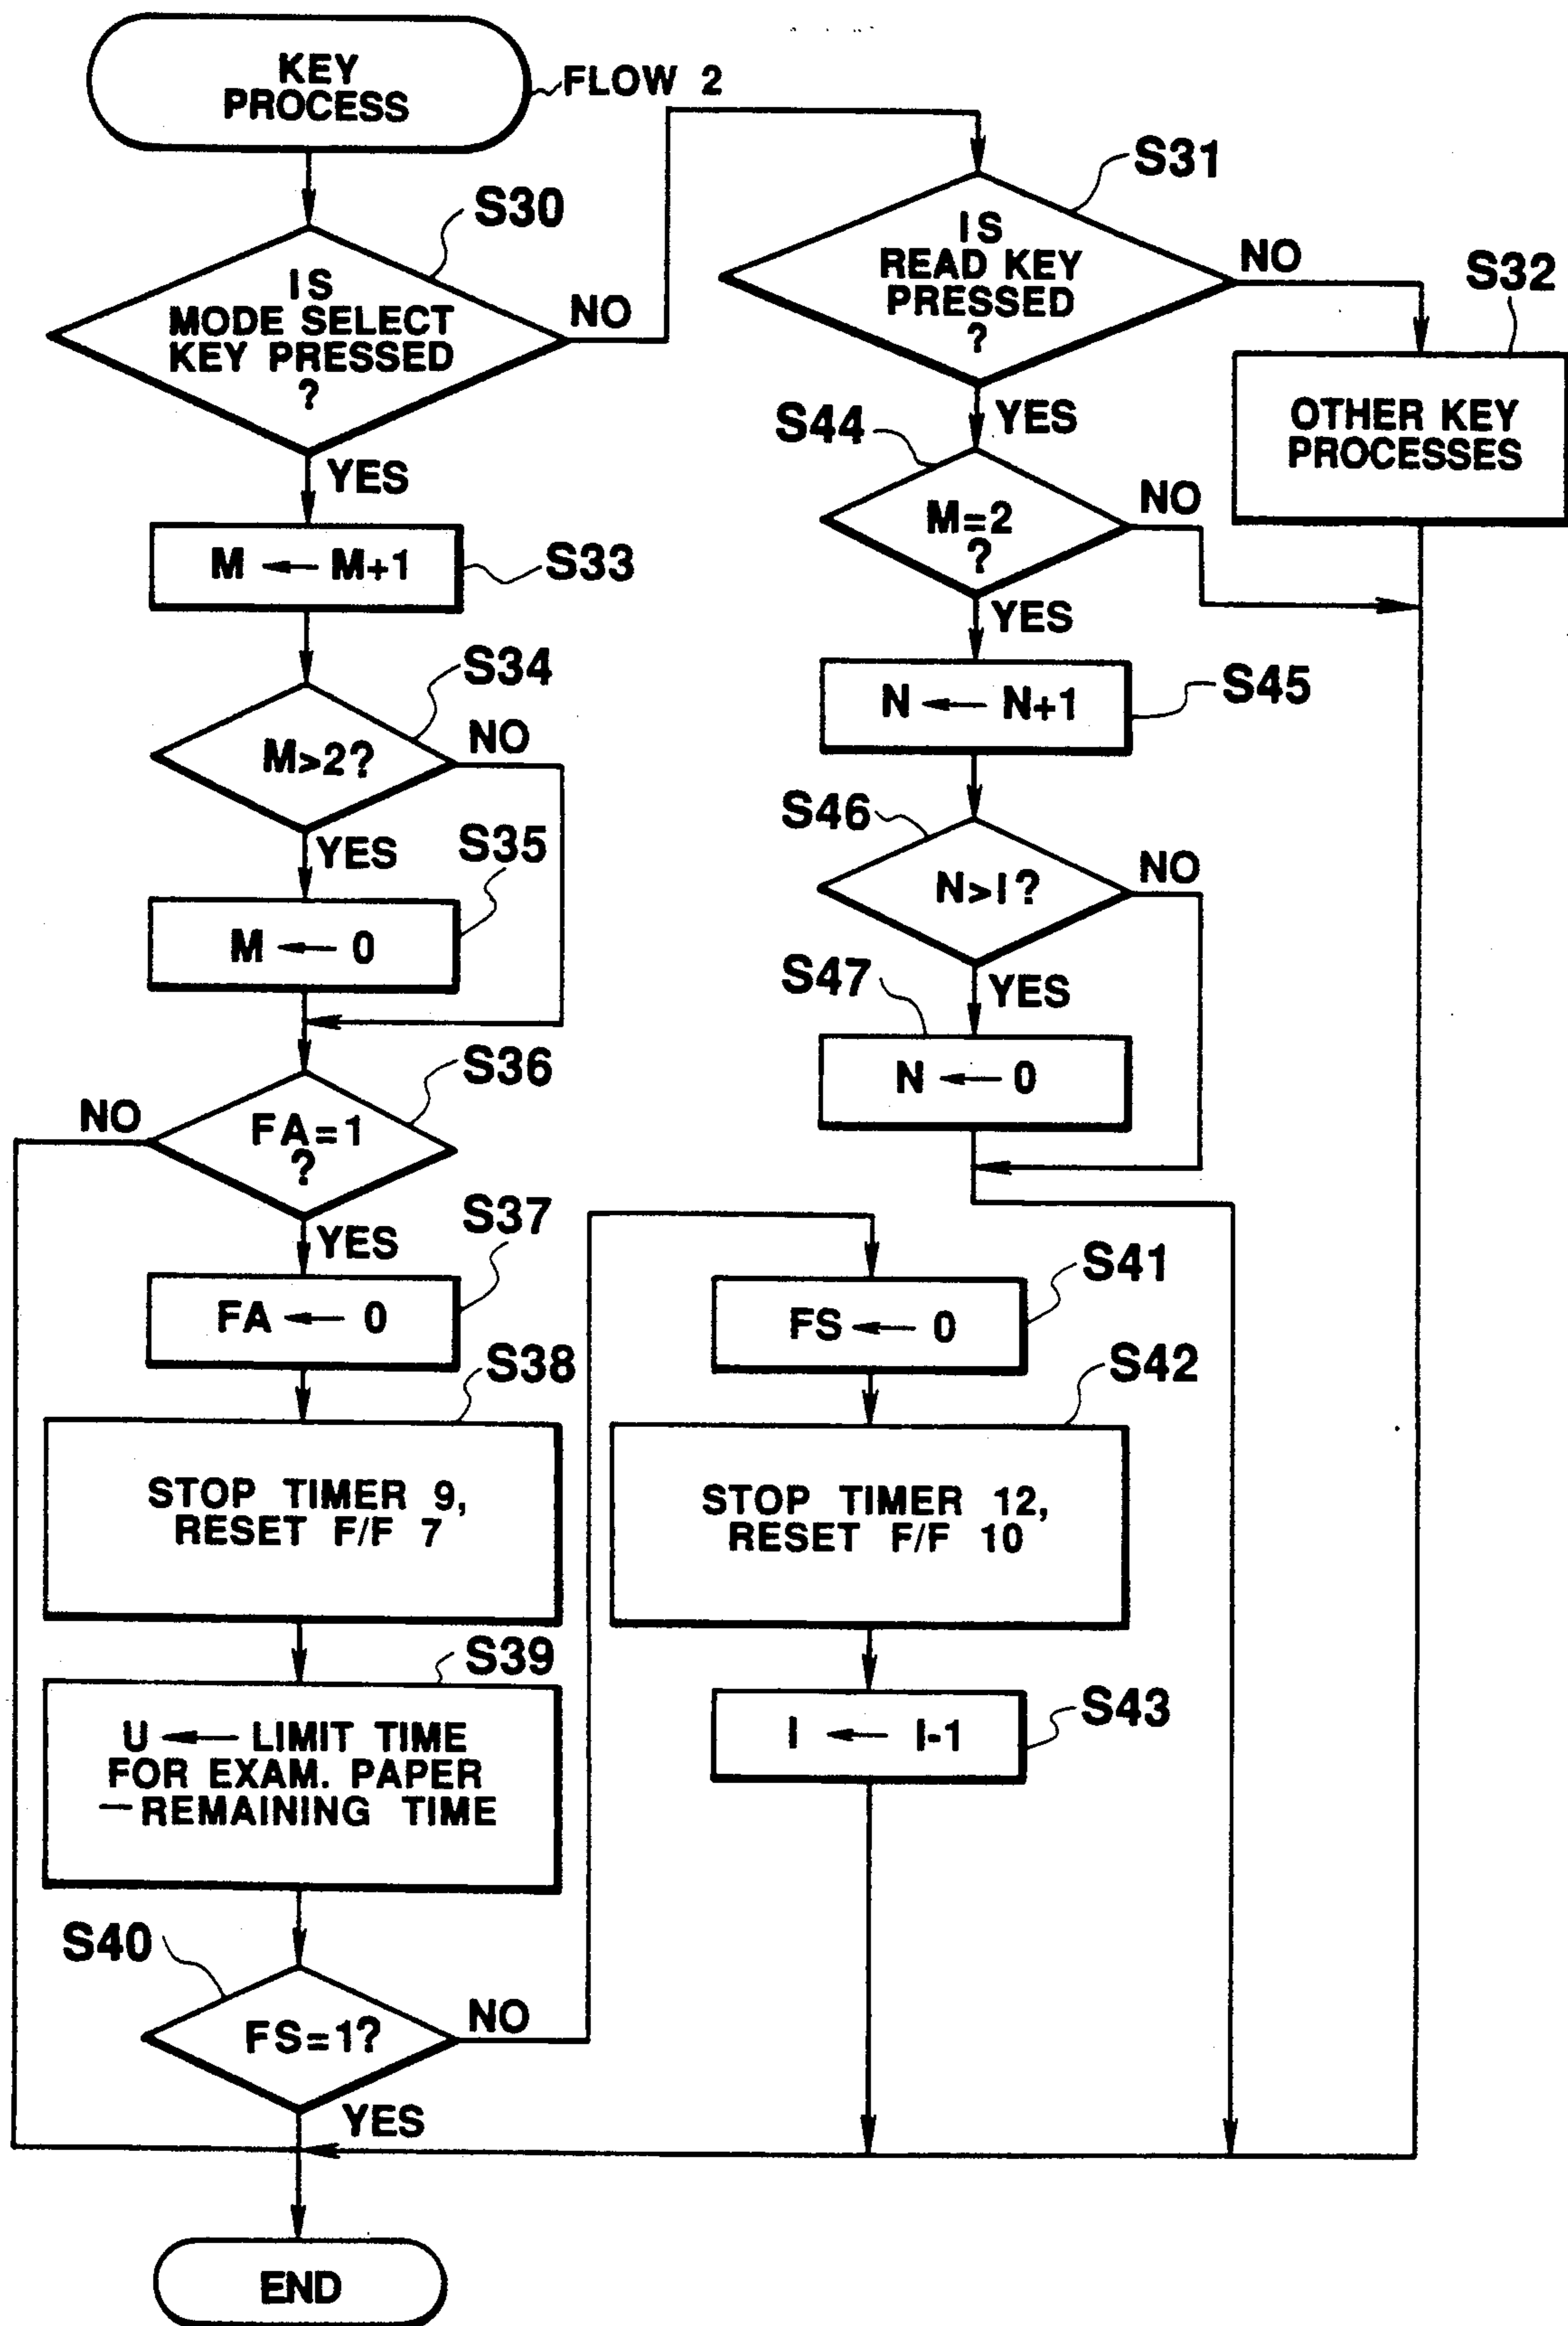 KEY
PROCESS
FLOW 2
S30
IS
MODE SELECT
KEY PRESSED
?
NO
YES
M ← M+1
S33
S34
M>2?
NO
YES
S35
M ← 0
S36
NO
FA=1
?
YES
S37
FA ← 0
S38
STOP TIMER 9,
RESET F/F 7
S39
U ← LIMIT TIME
FOR EXAM. PAPER
—REMAINING TIME
S40
FS=1?
NO
YES
END
S31
IS
READ KEY
PRESSED
?
NO
S32
OTHER KEY
PROCESSES
YES
S44
M=2
?
NO
YES
N ← N+1
S45
S46
N>I?
NO
S47
YES
N ← 0
S41
FS ← 0
S42
STOP TIMER 12,
RESET F/F 10
S43
I ← I-1